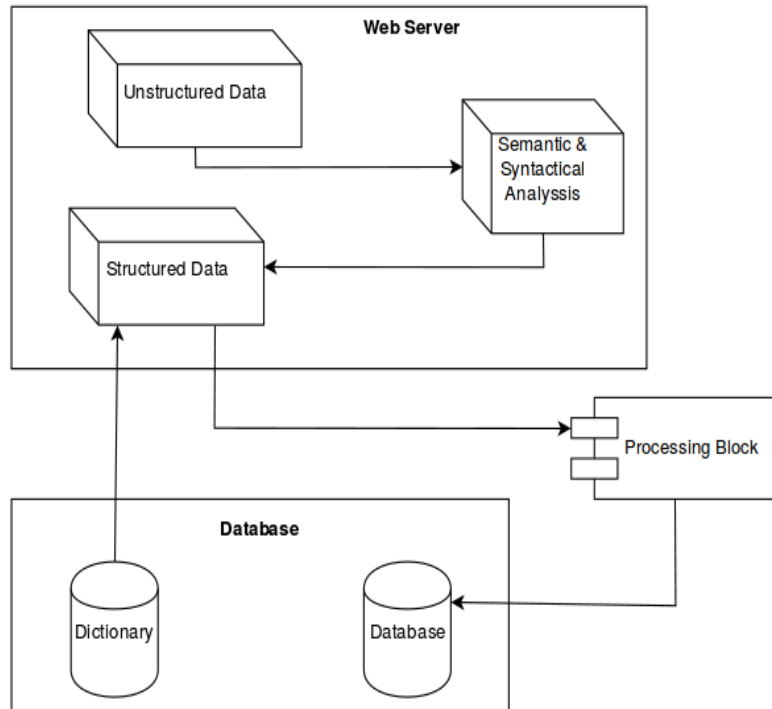 Web Server
Unstructured Data
Semantic &
Syntactical
Analyssis
Structured Data
Processing Block
Database
Dictionary
Database